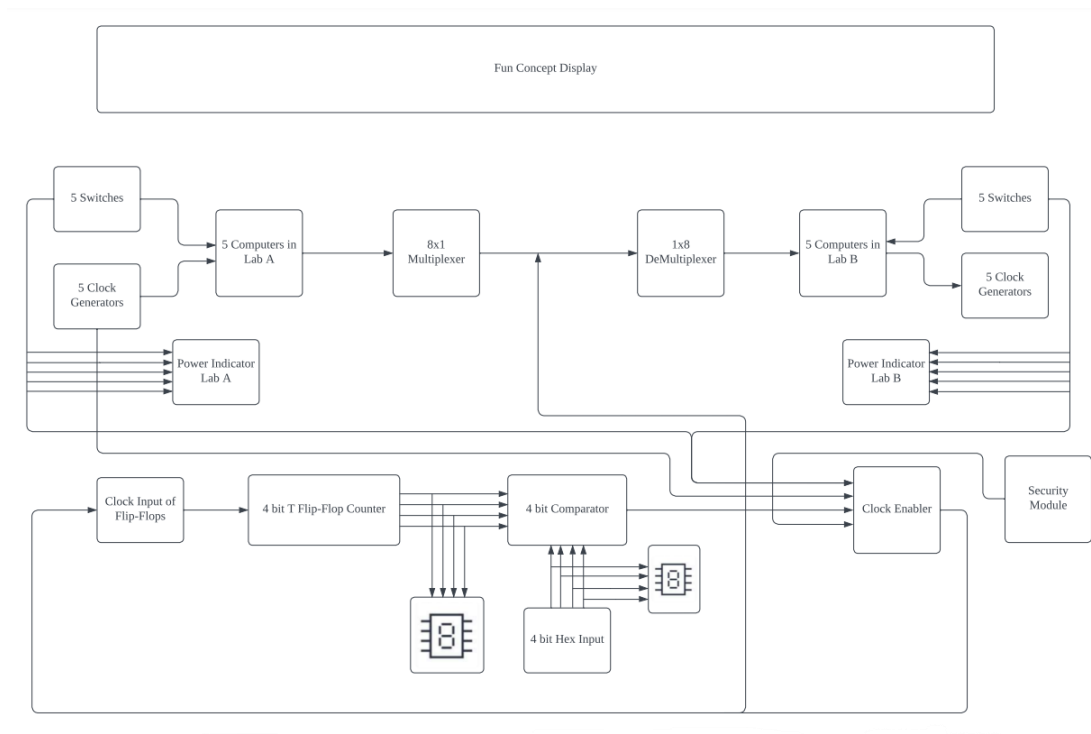 Fun Concept Display
5 Switches
5 Switches
5 Computers in
Lab A
8x1
Multiplexer
1x8
DeMultiplexer
5 Computers in
Lab B
5 Clock
Generators
5 Clock
Generators
Power Indicator
Lab A
Power Indicator
Lab B
Clock Input of
Flip-Flops
4 bit T Flip-Flop Counter
4 bit Comparator
Clock Enabler
Security
Module
8
8
4 bit Hex Input